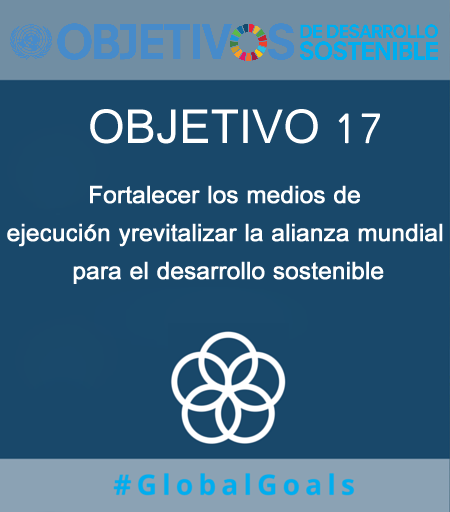 OBJETIVOS DE DESARROLLO
SOSTENIBLE
OBJETIVO 17
Fortalecer los medios de
ejecución yrevitalizar la alianza mundial
para el desarrollo sostenible
#GlobalGoals